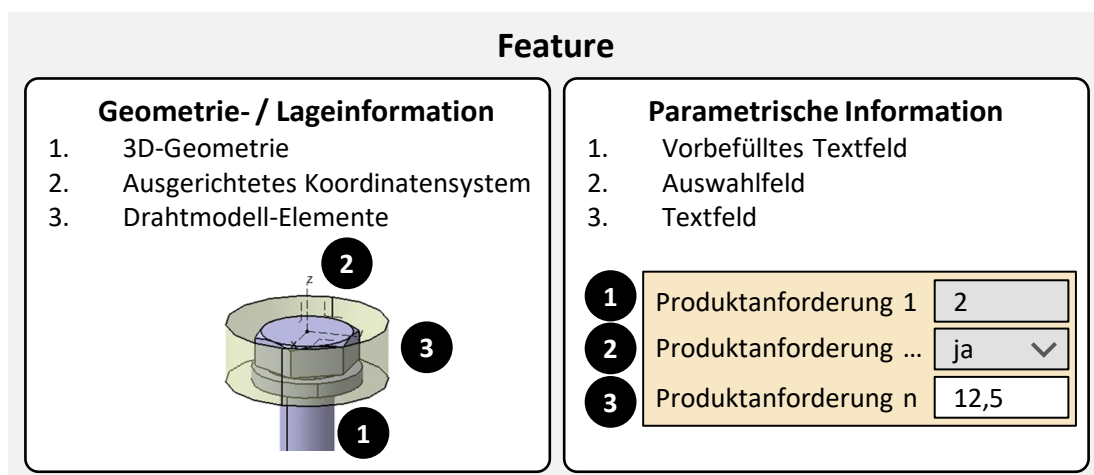 Feature
Geometrie- / Lageinformation
1. 3D-Geometrie
2. Ausgerichtetes Koordinatensystem
3. Drahtmodell-Elemente
2
z
y
x
3
1
Parametrische Information
1. Vorbefülltes Textfeld
2. Auswahlfeld
3. Textfeld
1 Produktanforderung 1 2
2 Produktanforderung ... ja
3 Produktanforderung n 12,5